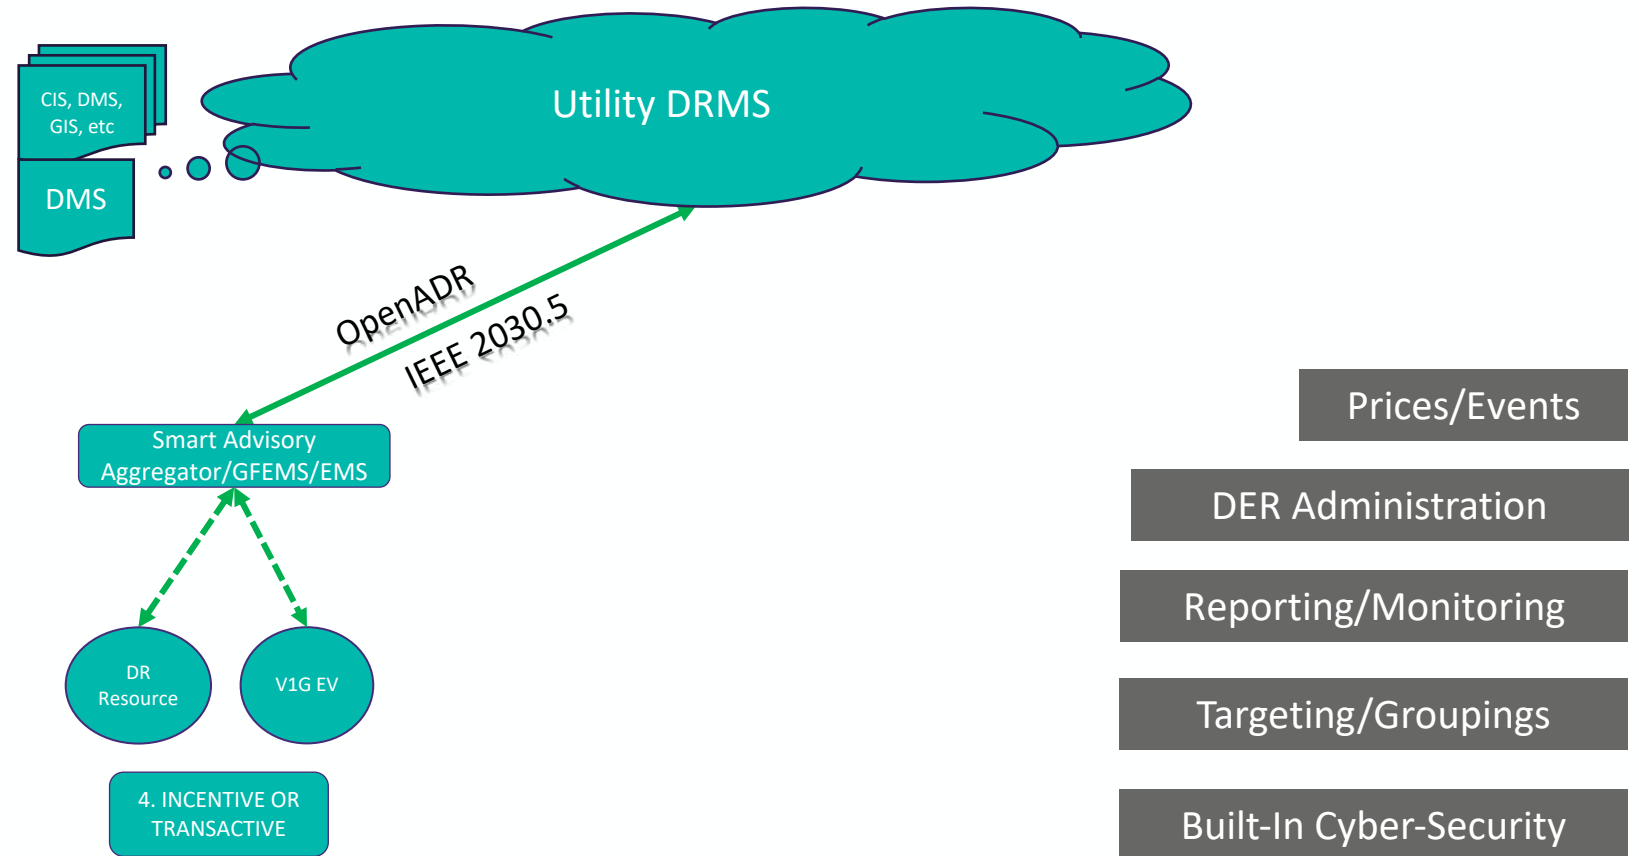 CIS, DMS,
GIS, etc
DMS
Utility DRMS
OpenADR
IEEE 2030.5
Smart Advisory
Aggregator/GFEMS/EMS
DR
Resource
V1G EV
4. INCENTIVE OR
TRANSACTIVE
Prices/Events
DER Administration
Reporting/Monitoring
Targeting/Groupings
Built-In Cyber-Security